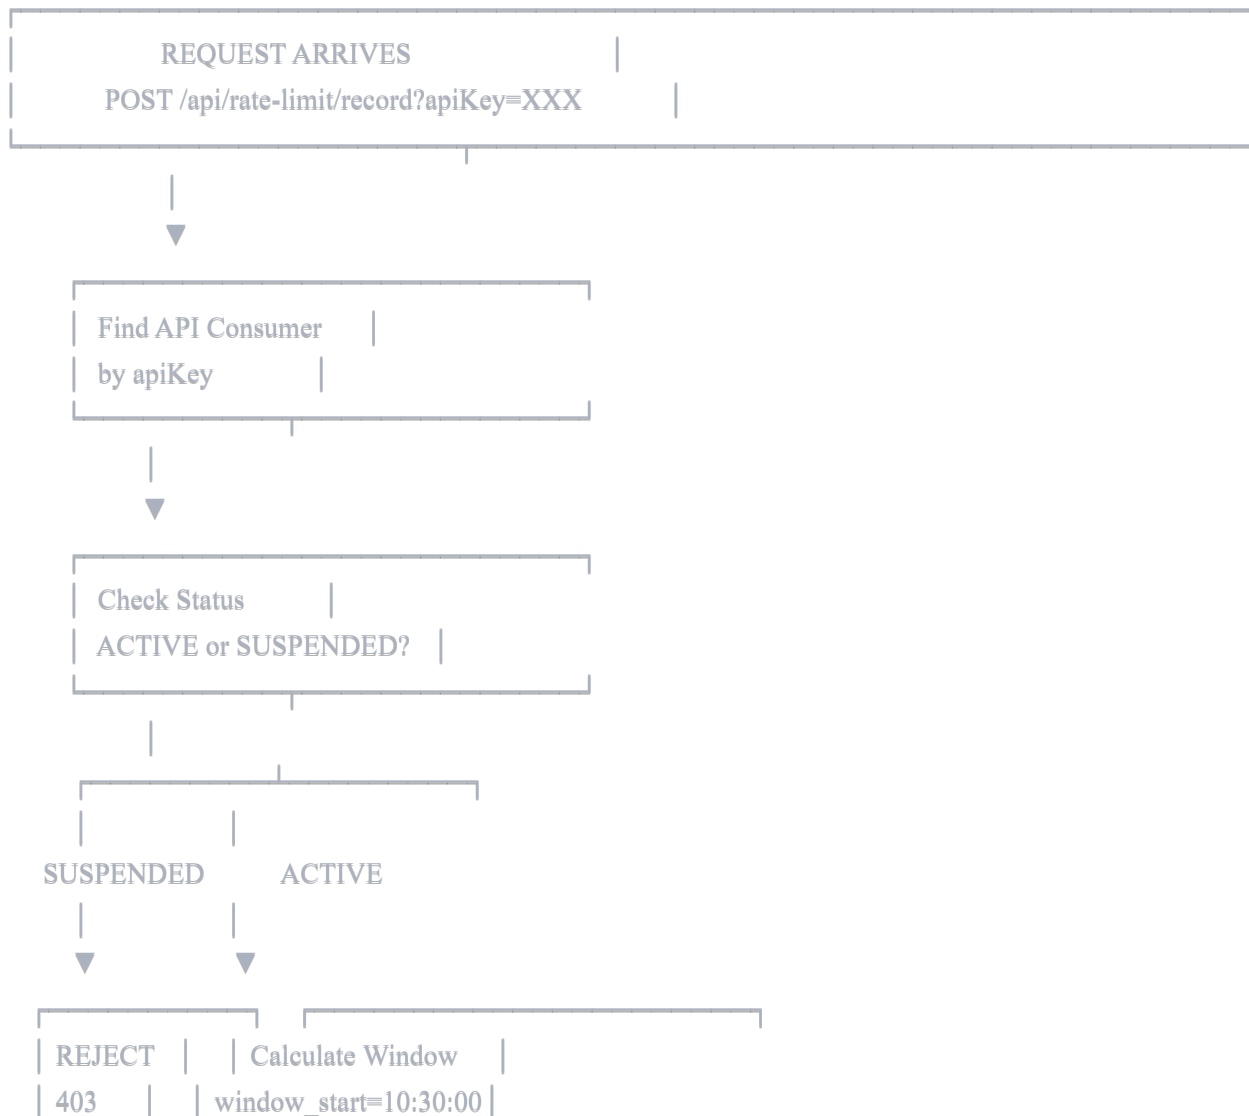 REQUEST ARRIVES
POST /api/rate-limit/record?apiKey=XXX
Find API Consumer
by apiKey
Check Status
ACTIVE or SUSPENDED?
SUSPENDED ACTIVE
REJECT Calculate Window
403 window_start=10:30:00